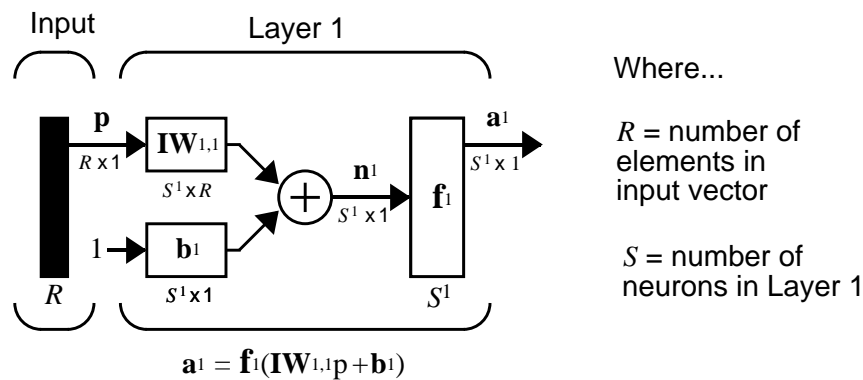 Input
Layer 1
Where...
p
R x 1
IW1,1
S1 x R
1
b1
S1 x 1
n1
S1 x 1
f1
a1
S1 x 1
R
S1
R = number of
elements in
input vector
S = number of
neurons in Layer 1
a1 = f1(IW1,1p+b1)